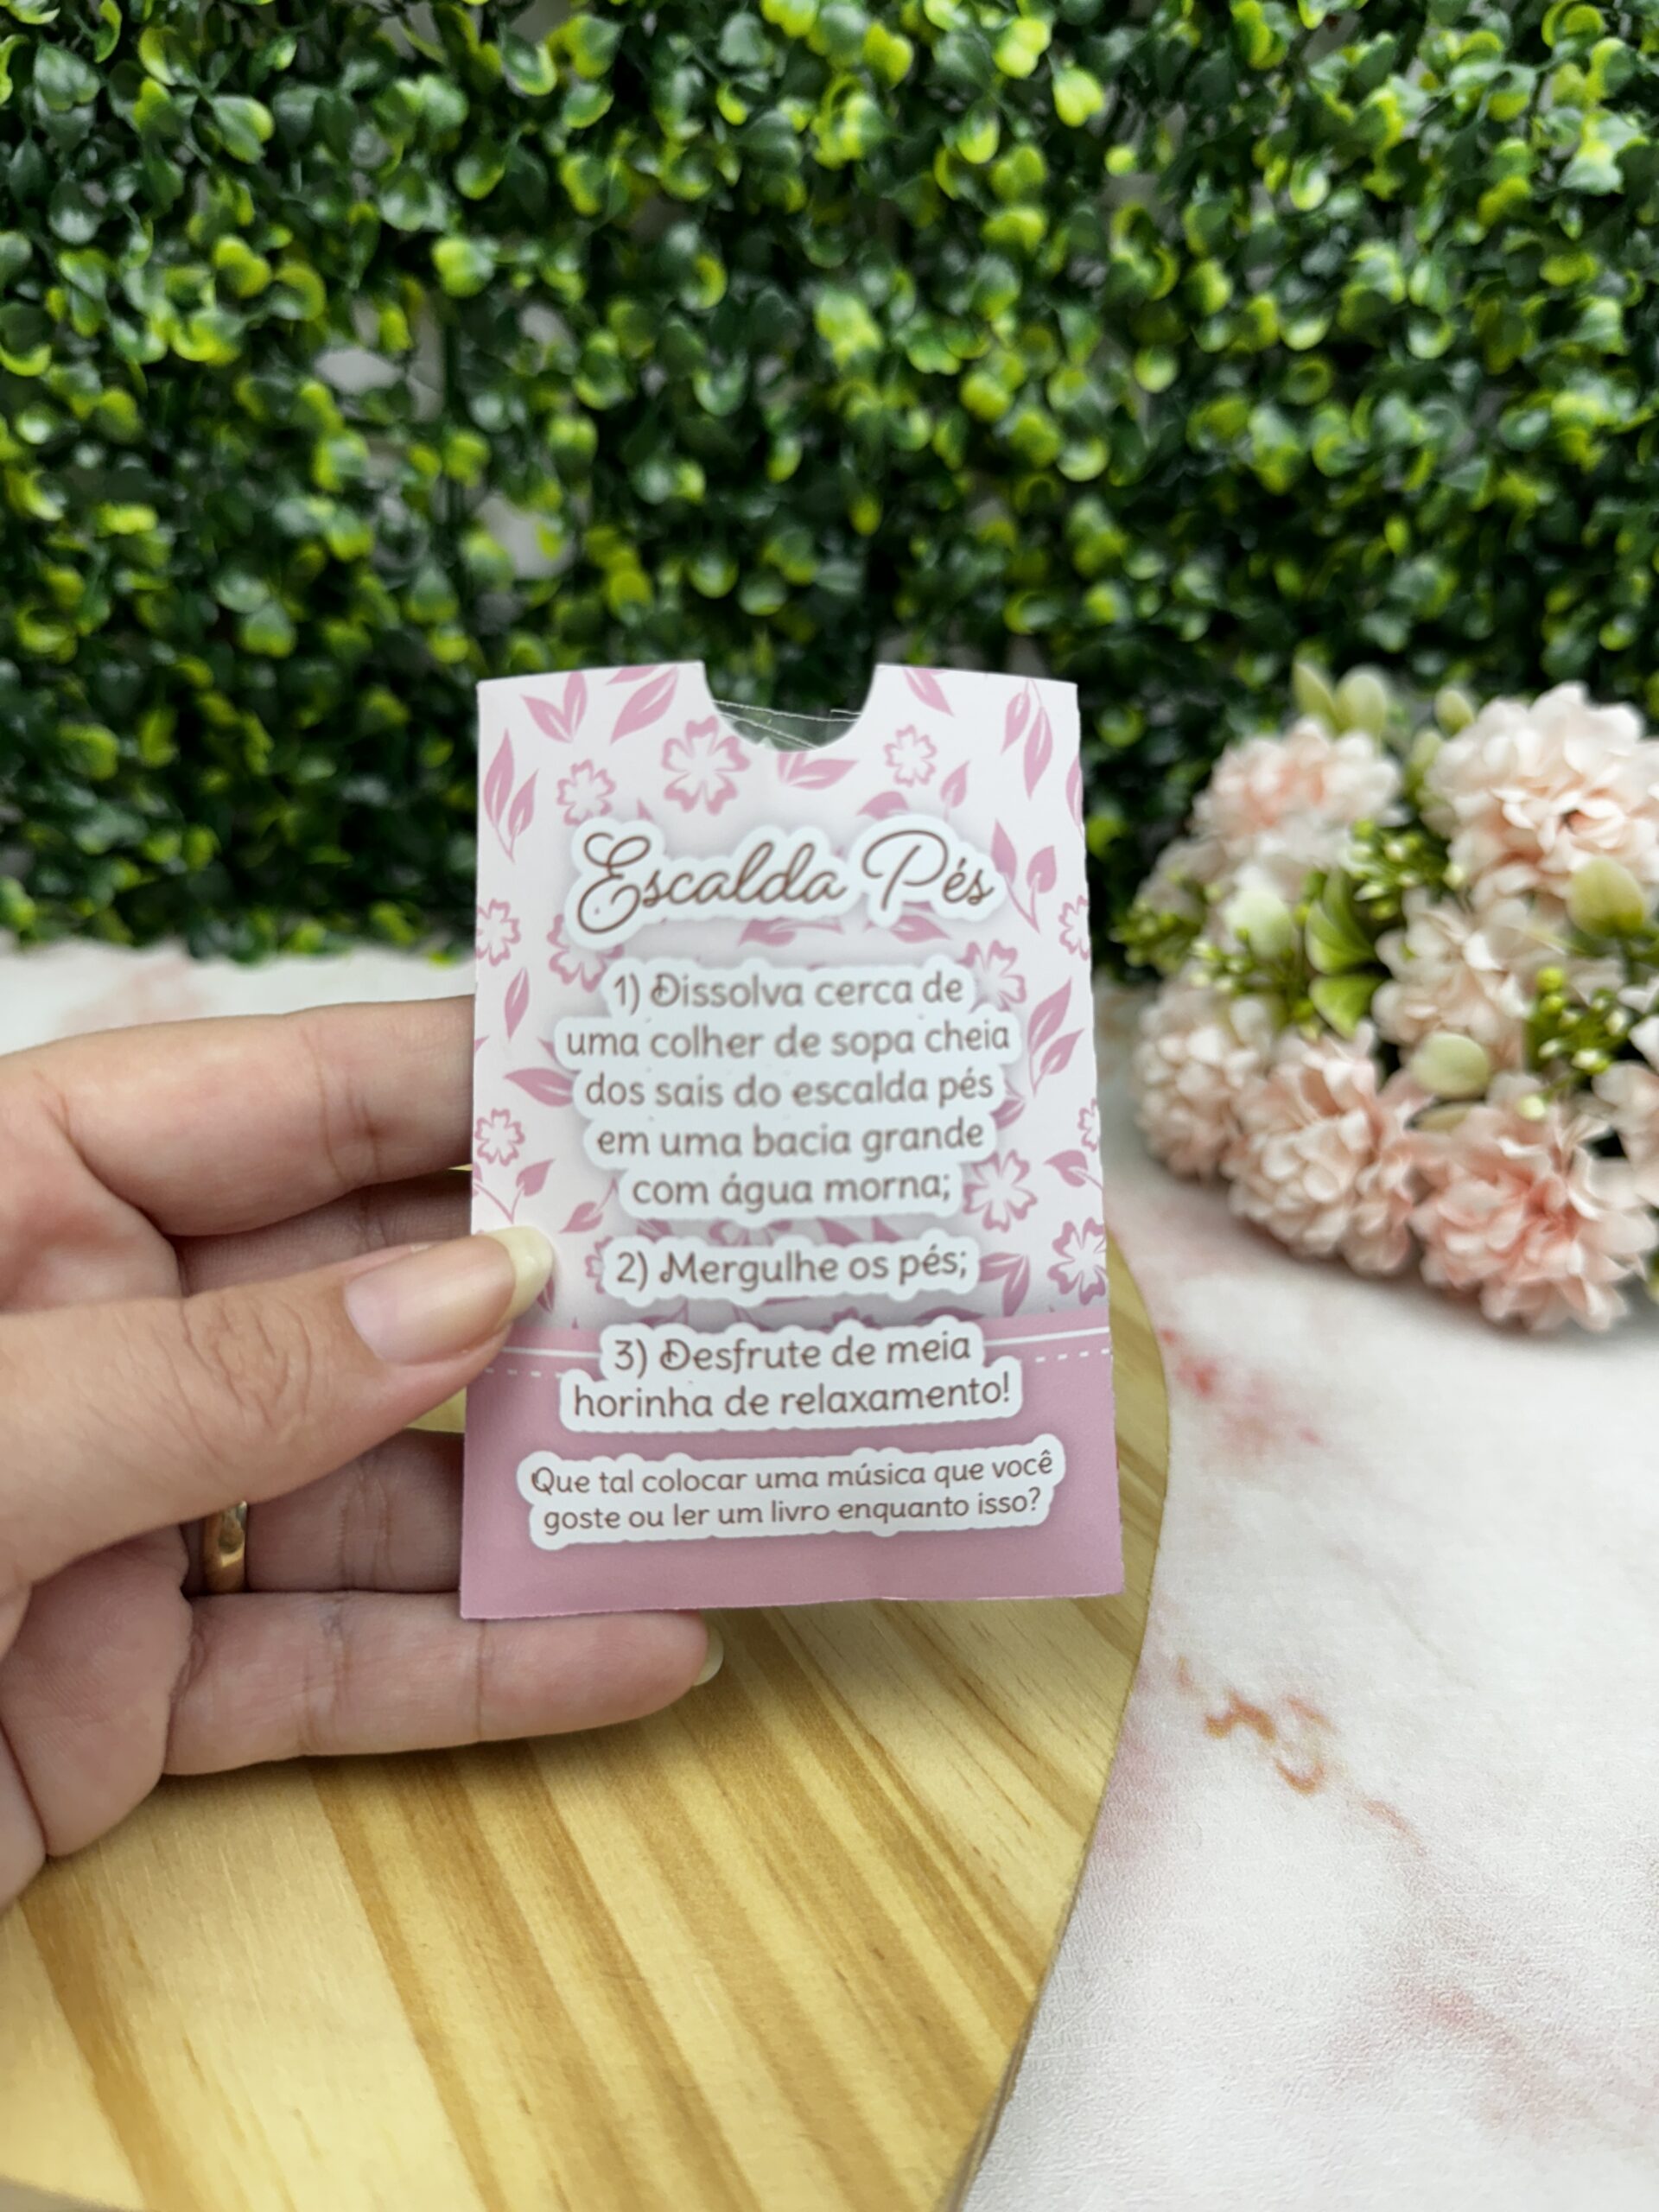 Escalda Pés
1) Dissolva cerca de
uma colher de sopa cheia
dos sais do escalda pés
em uma bacia grande
com água morna;
2) Mergulhe os pés;
3) Desfrute de meia
horinha de relaxamento!
Que tal colocar uma música que você
goste ou ler um livro enquanto isso?